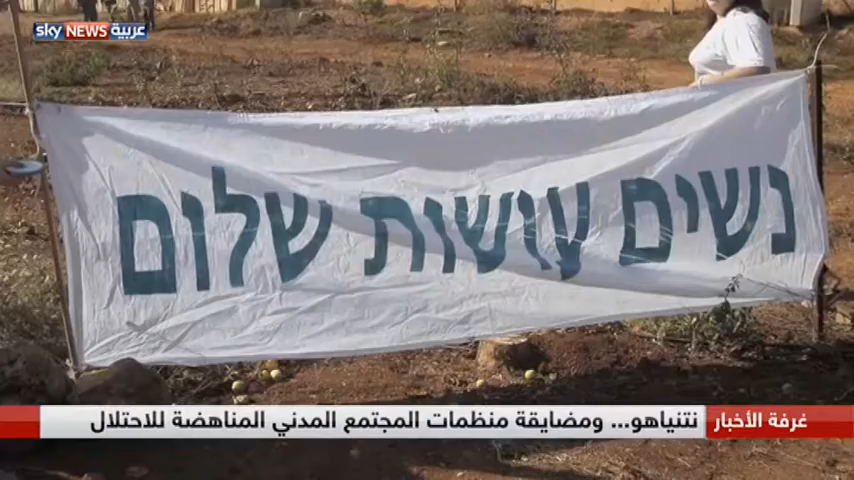 sky NEWS عربية
נשים עושות שלום
غرفة الأخبار
نتنياهو... ومضايقة منظمات المجتمع المدني المناهضة للاحتلال